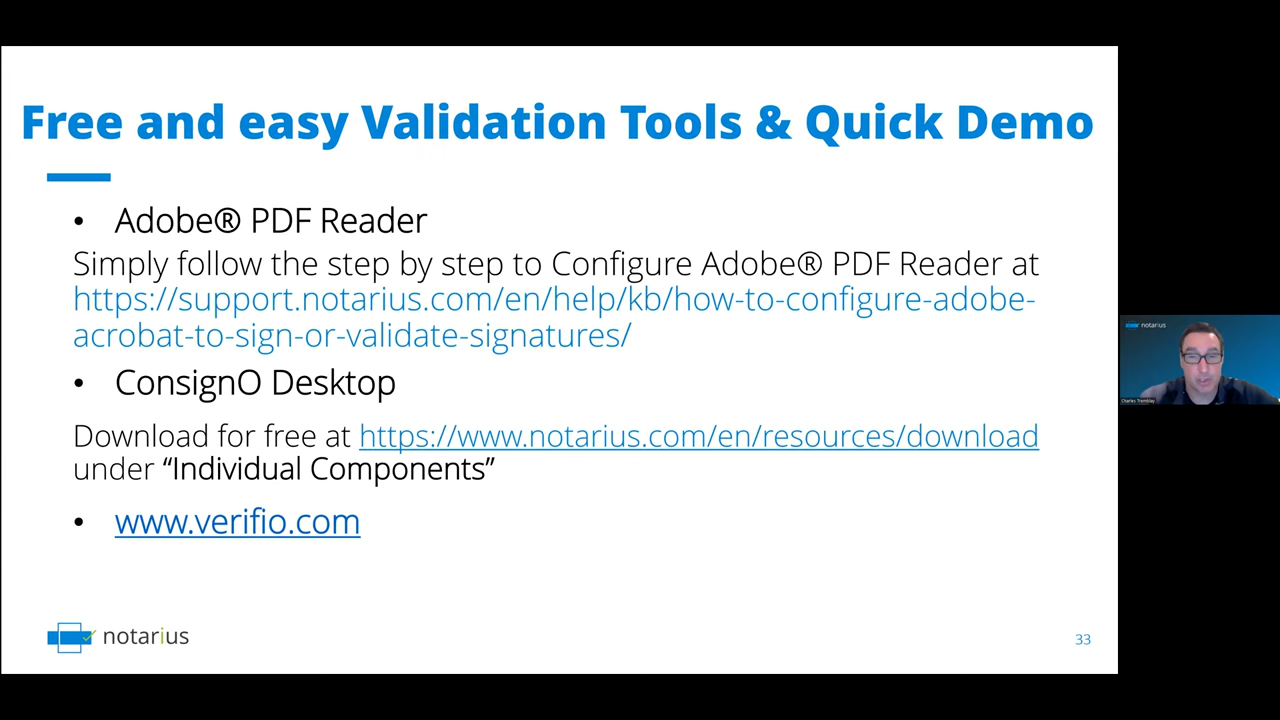 Free and easy Validation Tools & Quick Demo
• Adobe® PDF Reader
Simply follow the step by step to Configure Adobe® PDF Reader at
https://support.notarius.com/en/help/kb/how-to-configure-adobe-
acrobat-to-sign-or-validate-signatures/
• ConsignO Desktop
Download for free at https://www.notarius.com/en/resources/download
under “Individual Components”
• www.verifio.com
notarius
33
notarius
Charles Tremblay